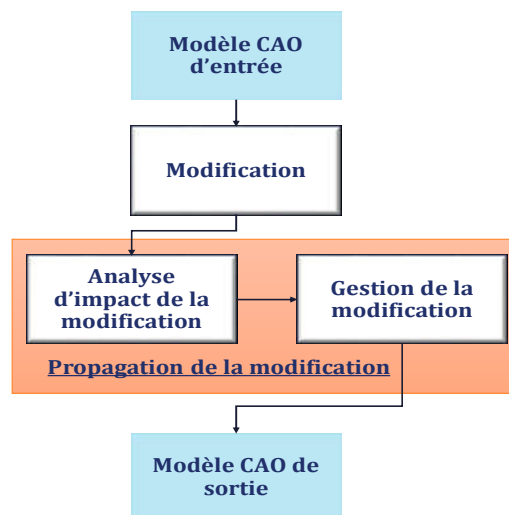 Modèle CAO
d’entrée
Modification
Analyse
d’impact de la
modification
Gestion de la
modification
Propagation de la modification
Modèle CAO de
sortie